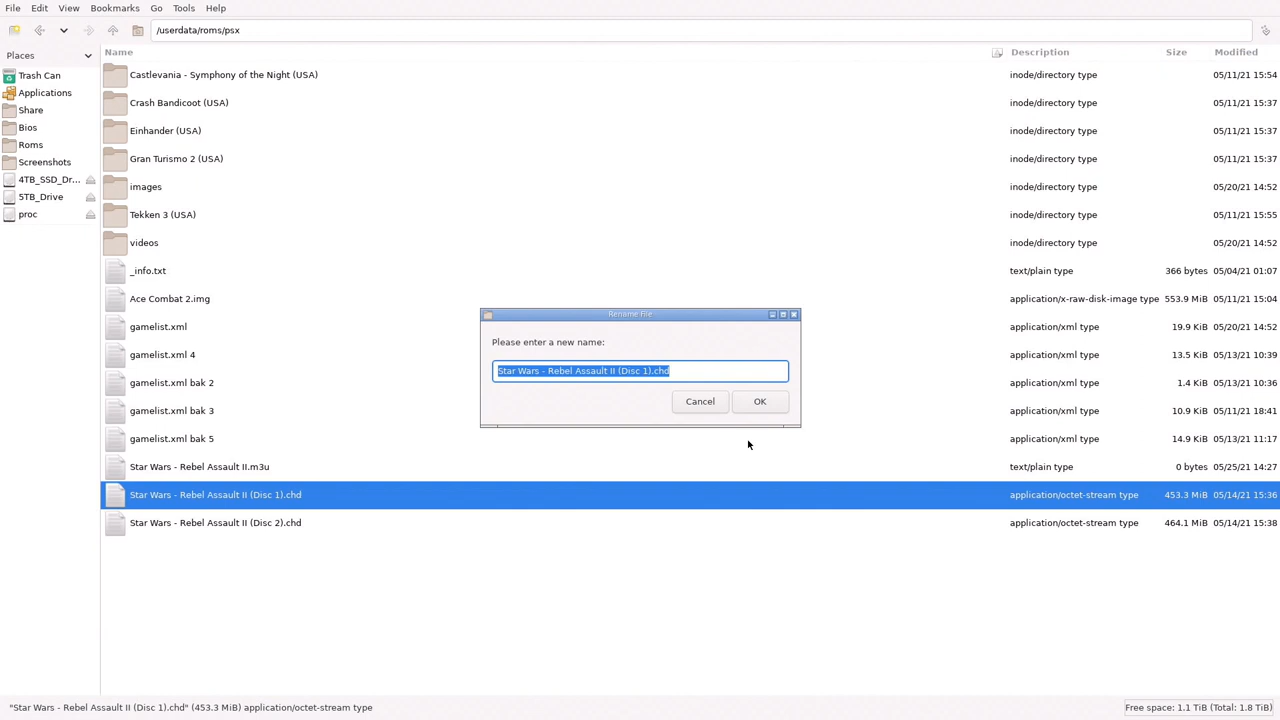 File Edit View Bookmarks Go Tools Help
/userdata/roms/psx
Places
Trash Can
Applications
Share
Bios
Roms
Screenshots
4TB_SSD_Dr...
5TB_Drive
proc
Name Description Size Modified
Castlevania - Symphony of the Night (USA) inode/directory type 05/11/21 15:54
Crash Bandicoot (USA) inode/directory type 05/11/21 15:37
Einhander (USA) inode/directory type 05/11/21 15:37
Gran Turismo 2 (USA) inode/directory type 05/11/21 15:37
images inode/directory type 05/20/21 14:52
Tekken 3 (USA) inode/directory type 05/11/21 15:55
videos inode/directory type 05/20/21 14:52
_info.txt text/plain type 366 bytes 05/04/21 01:07
Ace Combat 2.img application/x-raw-disk-image type 553.9 MiB 05/11/21 15:04
gamelist.xml application/xml type 19.9 KiB 05/20/21 14:52
gamelist.xml 4 application/xml type 13.5 KiB 05/13/21 10:39
gamelist.xml bak 2 application/xml type 1.4 KiB 05/13/21 10:36
gamelist.xml bak 3 application/xml type 10.9 KiB 05/11/21 18:41
gamelist.xml bak 5 application/xml type 14.9 KiB 05/13/21 11:17
Star Wars - Rebel Assault II.m3u text/plain type 0 bytes 05/25/21 14:27
Star Wars - Rebel Assault II (Disc 1).chd application/octet-stream type 453.3 MiB 05/14/21 15:36
Star Wars - Rebel Assault II (Disc 2).chd application/octet-stream type 464.1 MiB 05/14/21 15:38
Rename File
Please enter a new name:
Star Wars - Rebel Assault II (Disc 1).chd
Cancel OK
"Star Wars - Rebel Assault II (Disc 1).chd" (453.3 MiB) application/octet-stream type
Free space: 1.1 TiB (Total: 1.8 TiB)